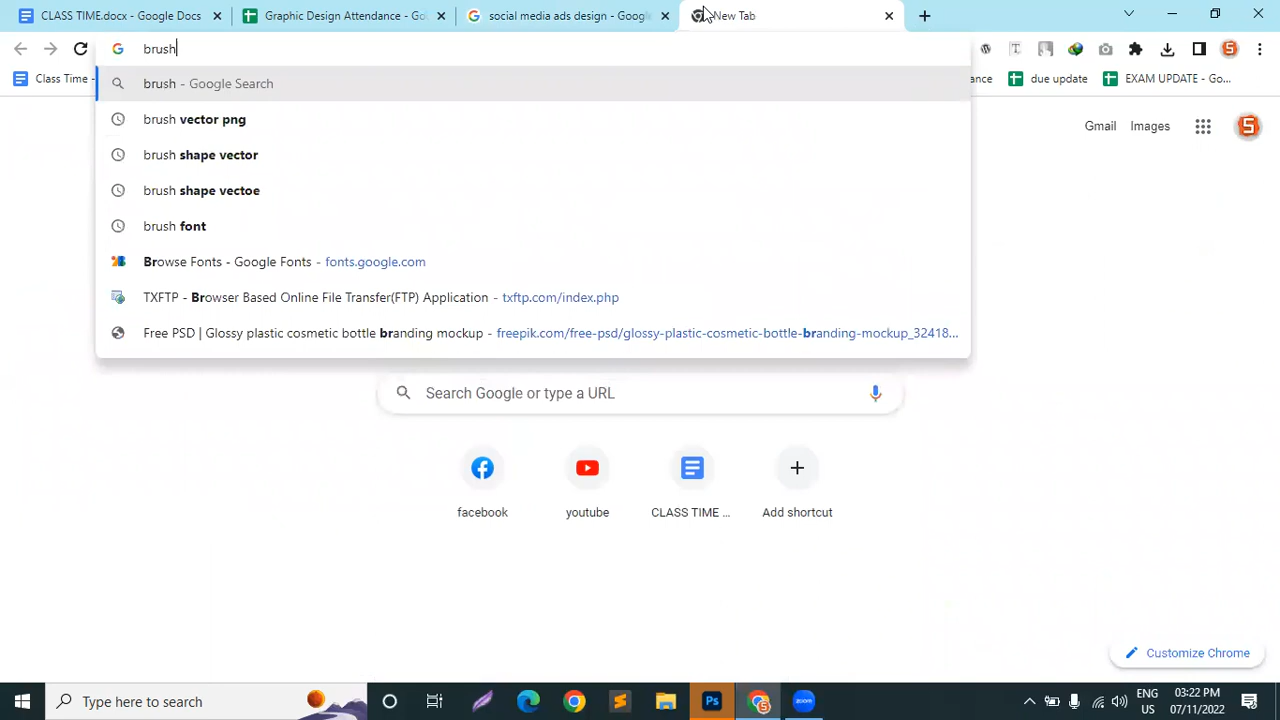 CLASS TIME.docx - Google Docs
Graphic Design Attendance - Go
social media ads design - Google
New Tab
brush
Class Time -
ance
due update
EXAM UPDATE - Go...
brush - Google Search
brush vector png
brush shape vector
brush shape vectoe
brush font
Browse Fonts - Google Fonts - fonts.google.com
TXFTP - Browser Based Online File Transfer(FTP) Application - txftp.com/index.php
Free PSD | Glossy plastic cosmetic bottle branding mockup - freepik.com/free-psd/glossy-plastic-cosmetic-bottle-branding-mockup_32418...
Gmail Images
Search Google or type a URL
facebook
youtube
CLASS TIME ...
Add shortcut
Customize Chrome
Type here to search
ENG
US
03:22 PM
07/11/2022